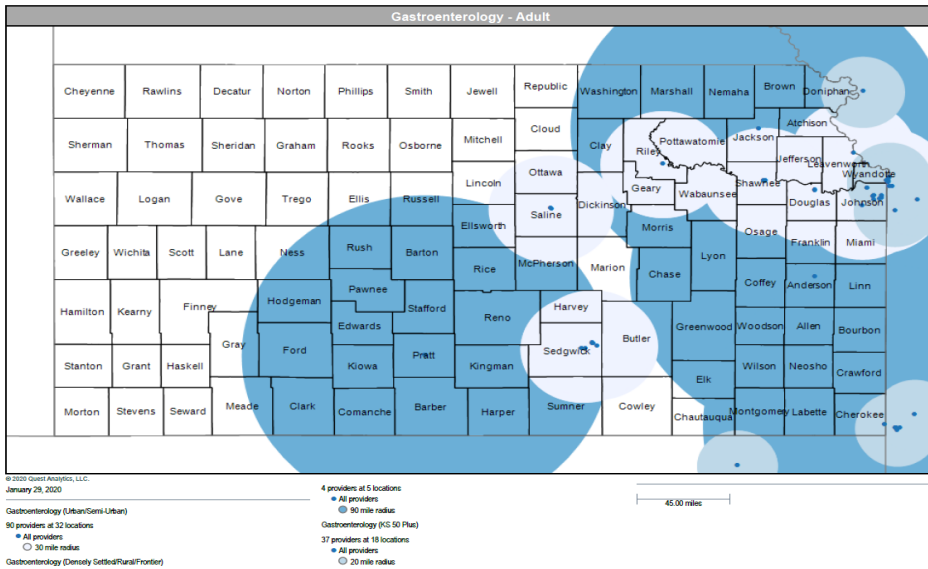 Gastroenterology - Adult
Cheyenne Rawlins Decatur Norton Phillips Smith Jewell Republic Washington Marshall Nemaha Brown Doniphan
Sherman Thomas Sheridan Graham Rooks Osborne Mitchell Cloud Clay Riley Pottawatomie Jackson Atchison
Jefferson Leavenworth Wyandotte
Wallace Logan Gove Trego Ellis Russell Lincoln Ottawa Saline Dickinson Geary Wabaunsee Shawnee Douglas Johnson
Greeley Wichita Scott Lane Ness Rush Barton Ellsworth Rice McPherson Marion Morris Chase Lyon Osage Franklin Miami
Hamilton Kearny Finney Hodgeman Pawnee Stafford Reno Harvey Coffey Anderson Linn
Gray Ford Edwards Kiowa Pratt Kingman Sedgwick Butler Greenwood Woodson Allen Bourbon
Stanton Grant Haskell Elk Wilson Neosho Crawford
Morton Stevens Seward Meade Clark Comanche Barber Harper Sumner Cowley Chautauqua Montgomery Labette Cherokee
© 2020 Quest Analytics, LLC.
January 29, 2020
Gastroenterology (Urban/Semi-Urban)
90 providers at 32 locations
All providers
30 mile radius
Gastroenterology (Densely Settled/Rural/Frontier)
4 providers at 5 locations
All providers
90 mile radius
Gastroenterology (KS 50 Plus)
37 providers at 18 locations
All providers
20 mile radius
45.00 miles